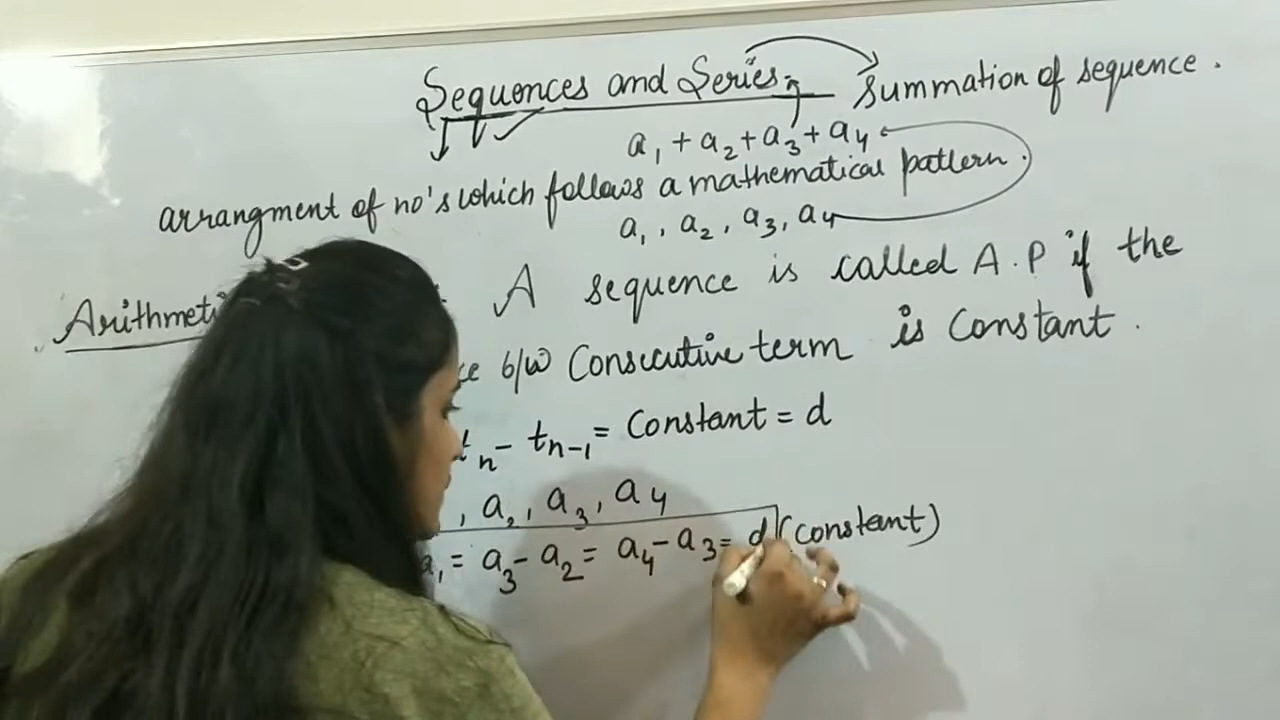 Sequences and Series summation of sequence.
a₁ + a₂ + a₃ + a₄
arrangment of no's which follows a mathematical pattern.
a₁, a₂, a₃, a₄
A sequence is called A.P if the
b/w Consecutive term is Constant.
tₙ - tₙ₋₁ = Constant = d
, a₂, a₃, a₄
a₁ = a₃ - a₂ = a₄ - a₃ = d (constant)